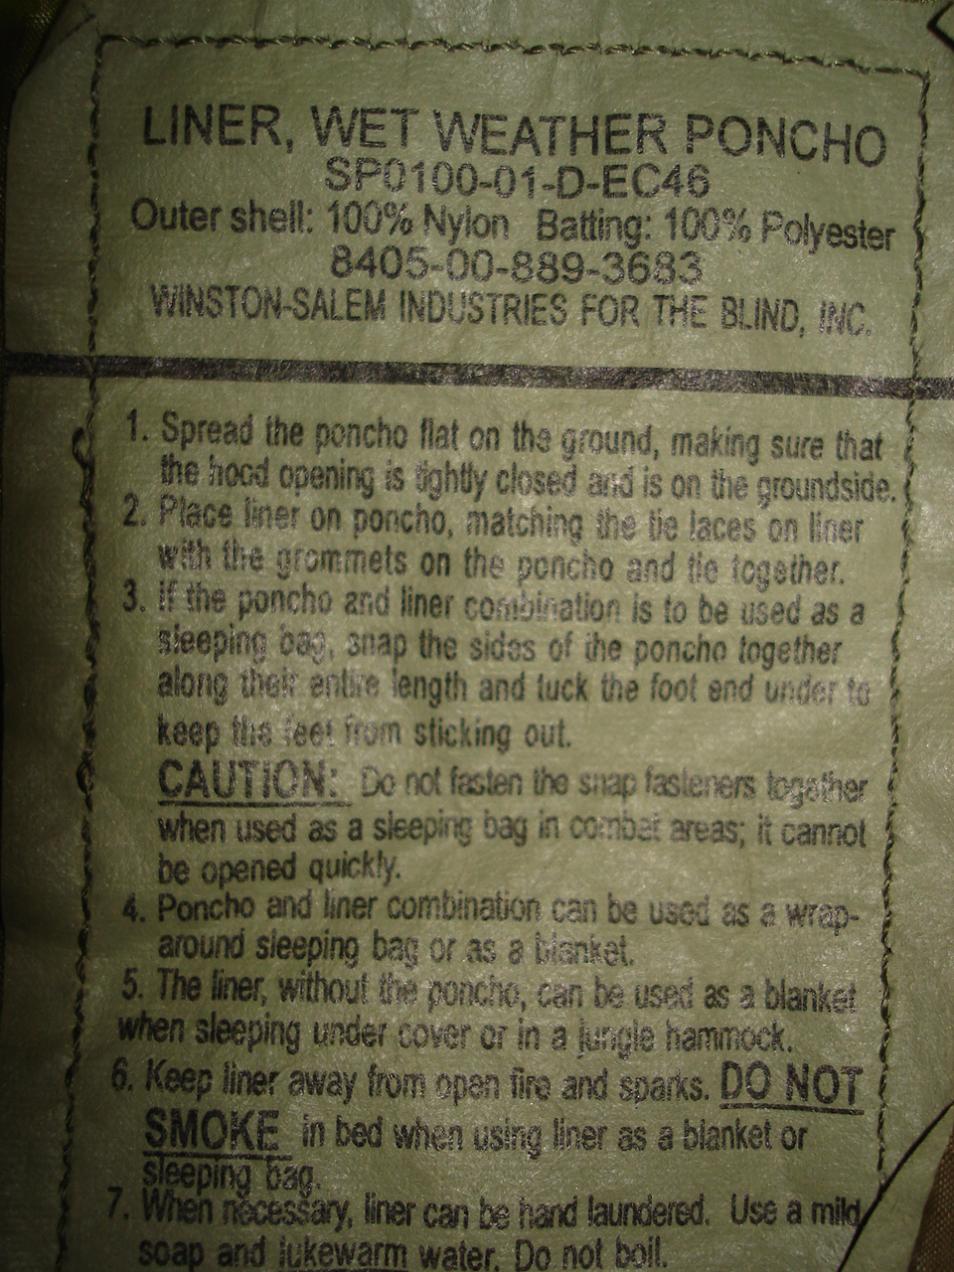 LINER, WET WEATHER PONCHO
SP0100-01-D-EC46
Outer shell: 100% Nylon Batting: 100% Polyester
8405-00-889-3683
WINSTON-SALEM INDUSTRIES FOR THE BLIND, INC.
1. Spread the poncho flat on the ground, making sure that
the hood opening is tightly closed and is on the groundside.
2. Place liner on poncho, matching the tie laces on liner
with the grommets on the poncho and tie together.
3. If the poncho and liner combination is to be used as a
sleeping bag, snap the sides of the poncho together
along their entire length and tuck the foot end under to
keep the feet from sticking out.
CAUTION: Do not fasten the snap fasteners together
when used as a sleeping bag in combat areas; it cannot
be opened quickly.
4. Poncho and liner combination can be used as a wrap-
around sleeping bag or as a blanket.
5. The liner, without the poncho, can be used as a blanket
when sleeping under cover or in a jungle hammock.
6. Keep liner away from open fire and sparks. DO NOT
SMOKE in bed when using liner as a blanket or
sleeping bag.
7. When necessary, liner can be hand laundered. Use a mild
soap and lukewarm water. Do not boil.